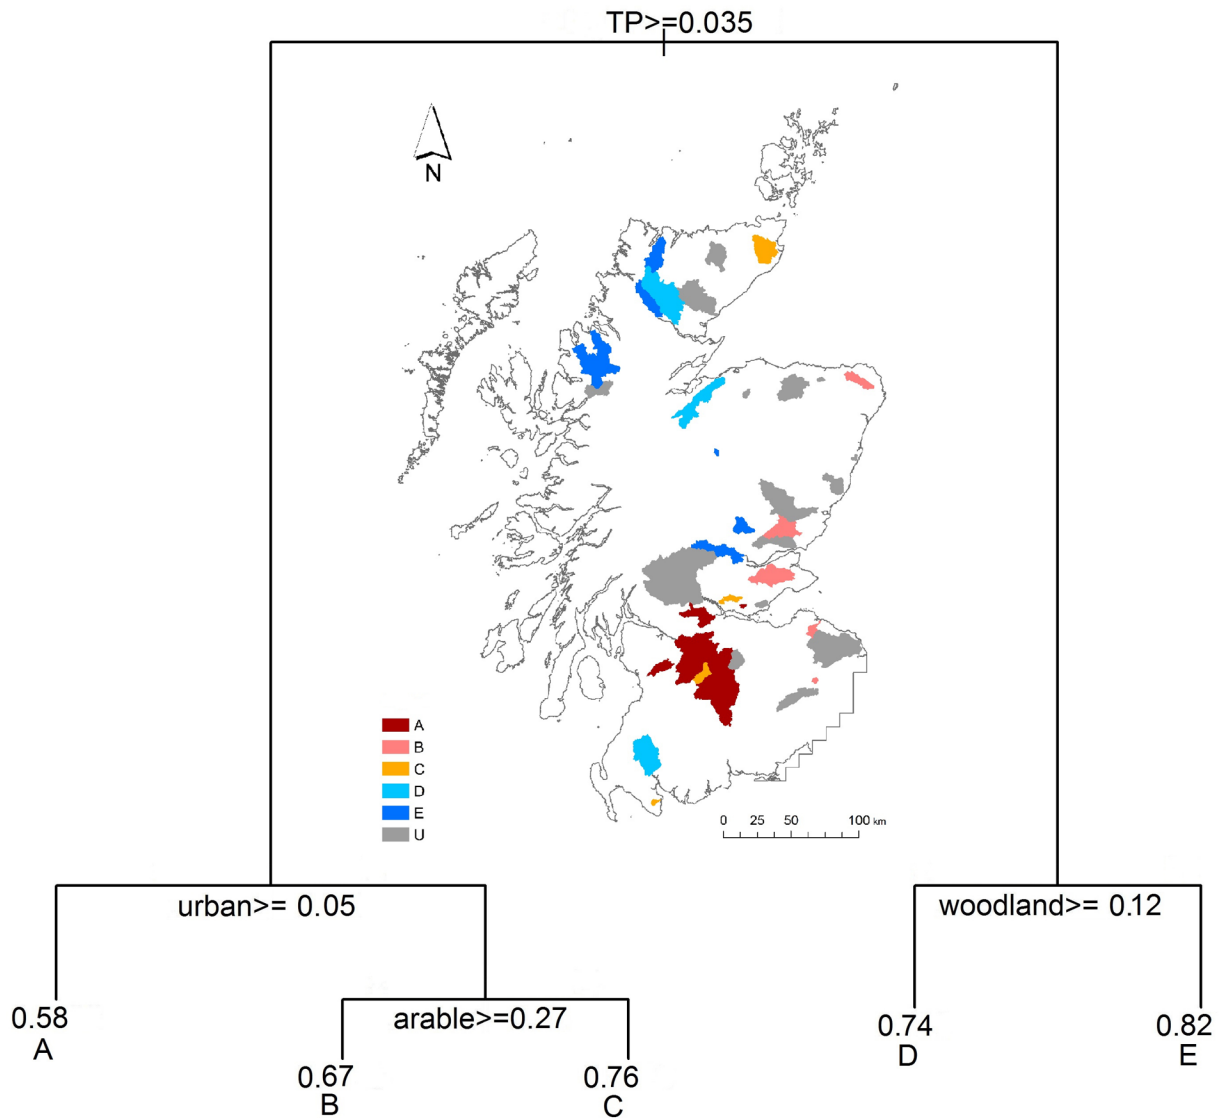 TP>=0.035
N
A
B
C
D
E
U
0 25 50 100 km
urban>= 0.05
woodland>= 0.12
0.58
A
arable>=0.27
0.74
D
0.82
E
0.67
B
0.76
C